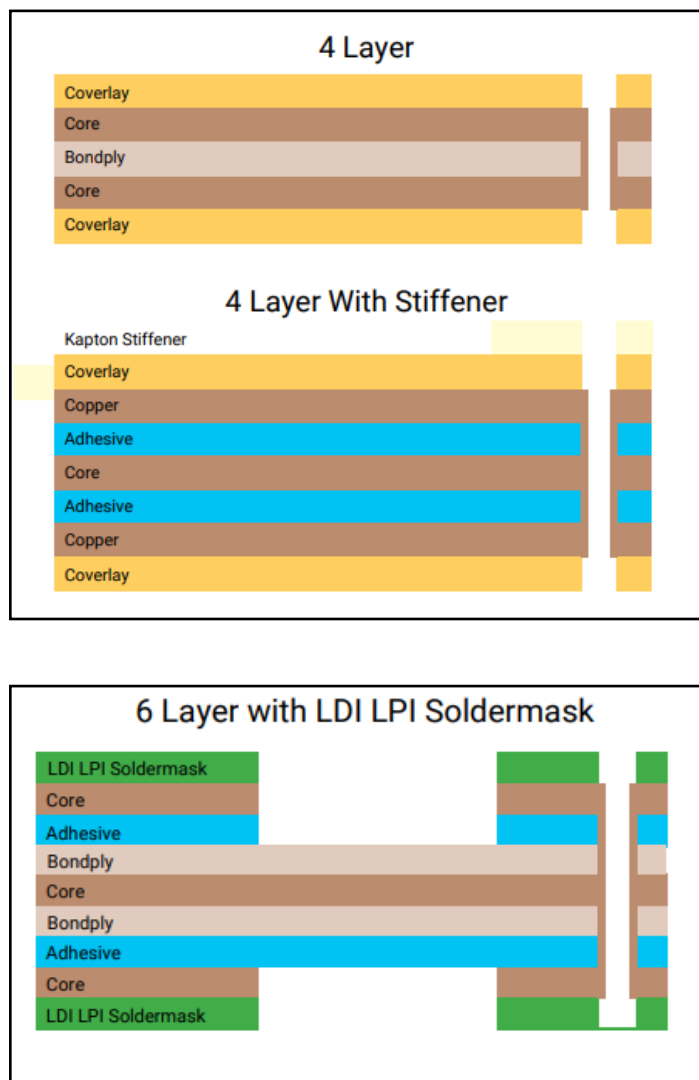 4 Layer
Coverlay
Core
Bondply
Core
Coverlay
4 Layer With Stiffener
Kapton Stiffener
Coverlay
Copper
Adhesive
Core
Adhesive
Copper
Coverlay
6 Layer with LDI LPI Soldermask
LDI LPI Soldermask
Core
Adhesive
Bondply
Core
Bondply
Adhesive
Core
LDI LPI Soldermask